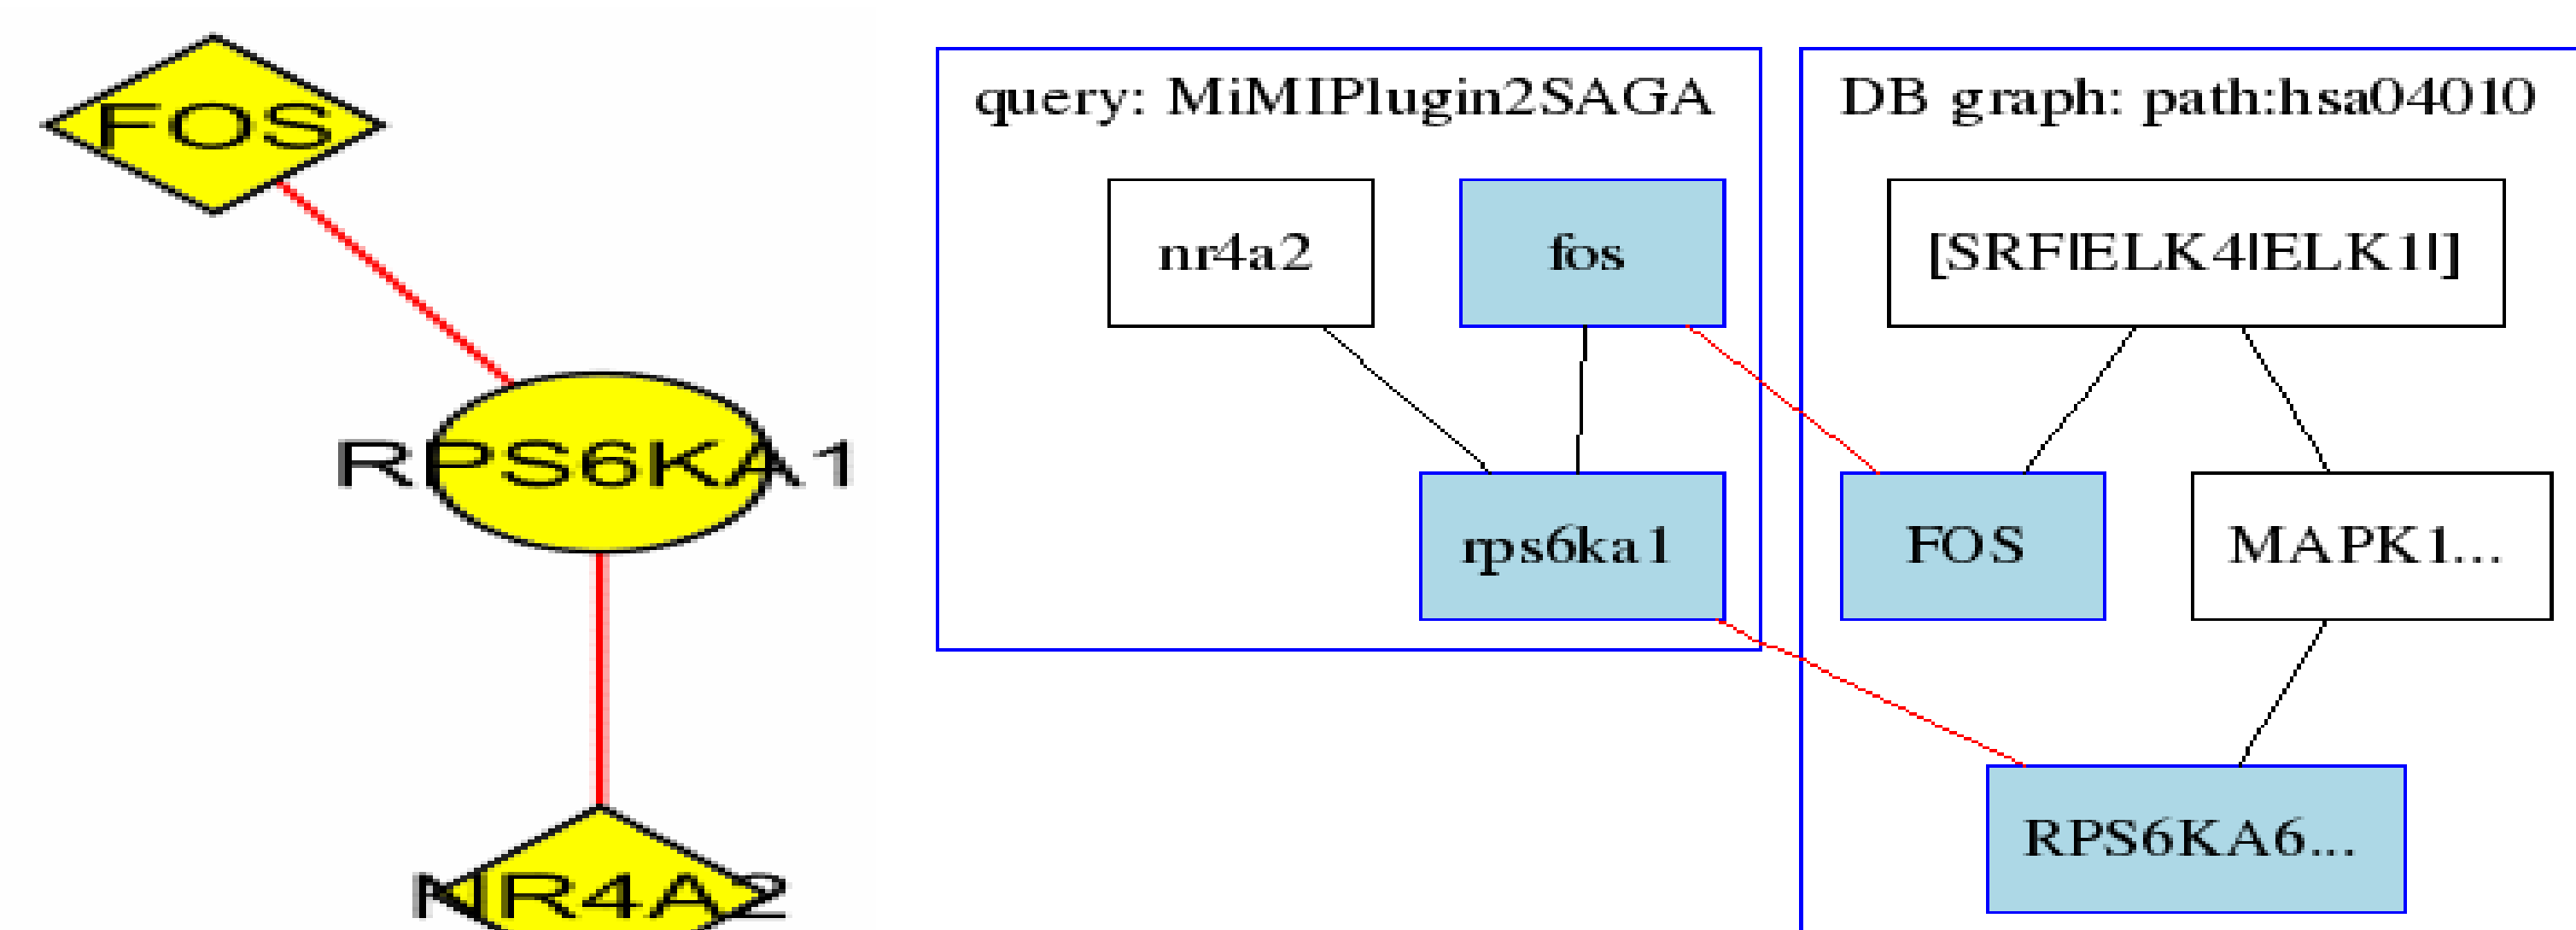 FOS
RPS6KA1
NR4A2
query: MiMIPlugin2SAGA
nr4a2
fos
rps6ka1
DB graph: path:hsa04010
[SRF|ELK4|ELK1|]
FOS
MAPK1...
RPS6KA6...